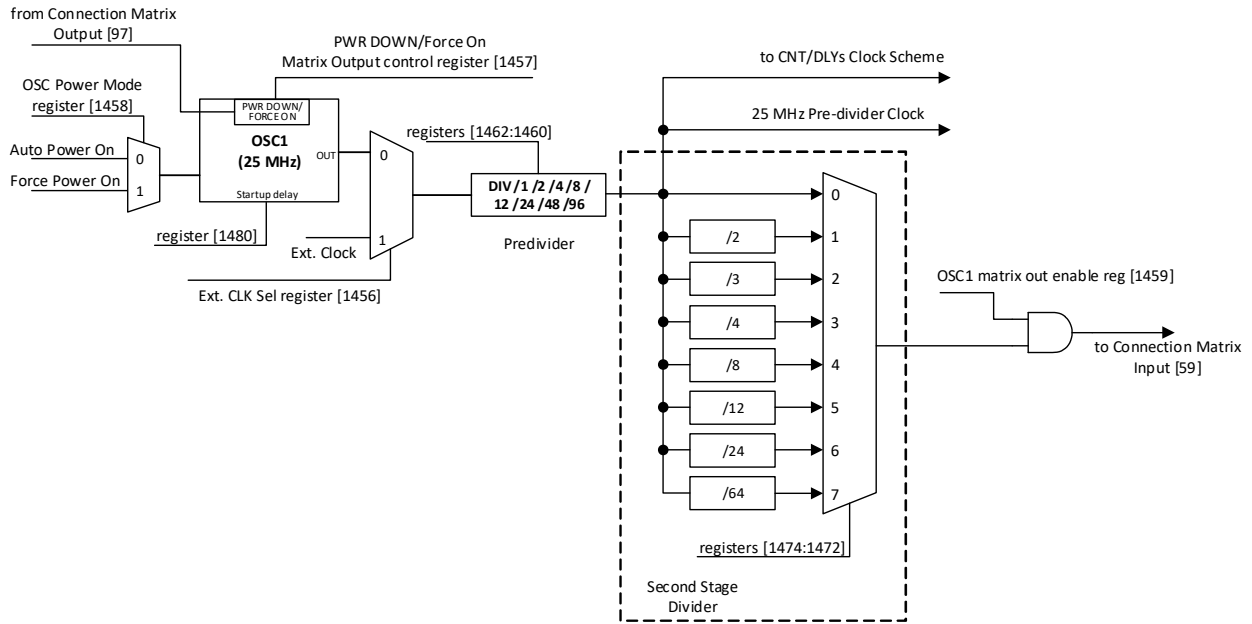 from Connection Matrix
Output [97]
PWR DOWN/Force On
Matrix Output control register [1457]
OSC Power Mode
register [1458]
Auto Power On
Force Power On
0
1
PWR DOWN/
FORCE ON
OSC1
(25 MHz)
OUT
Startup delay
register [1480]
0
1
Ext. Clock
Ext. CLK Sel register [1456]
registers [1462:1460]
DIV /1 /2 /4 /8 /
12 /24 /48 /96
Predivider
to CNT/DLYs Clock Scheme
25 MHz Pre-divider Clock
0
/2
1
/3
2
/4
3
/8
4
/12
5
/24
6
/64
7
registers [1474:1472]
Second Stage
Divider
OSC1 matrix out enable reg [1459]
to Connection Matrix
Input [59]